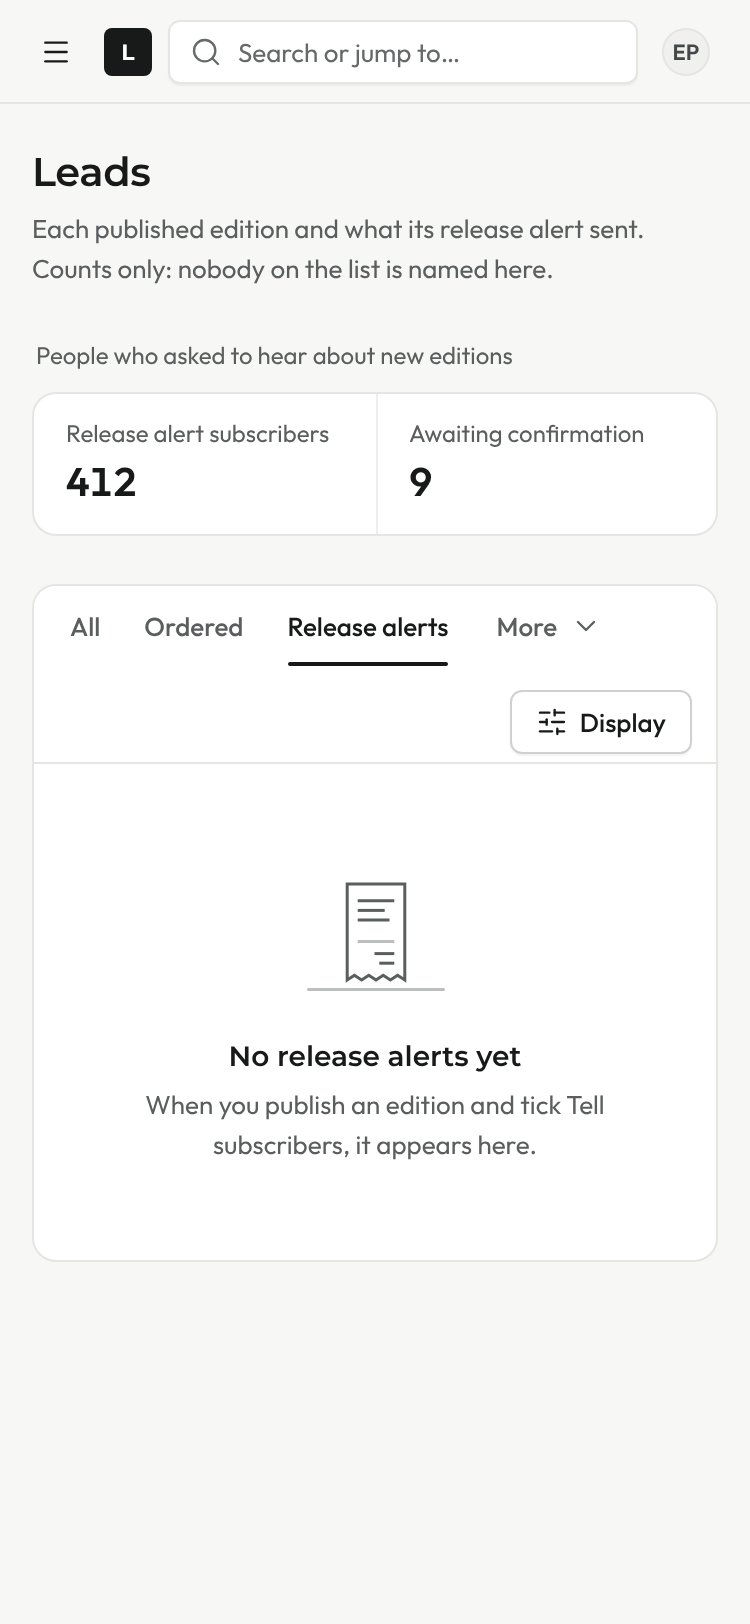 L
Search or jump to...
EP
Leads
Each published edition and what its release alert sent.
Counts only: nobody on the list is named here.
People who asked to hear about new editions
Release alert subscribers
412
Awaiting confirmation
9
All
Ordered
Release alerts
More
Display
No release alerts yet
When you publish an edition and tick Tell
subscribers, it appears here.